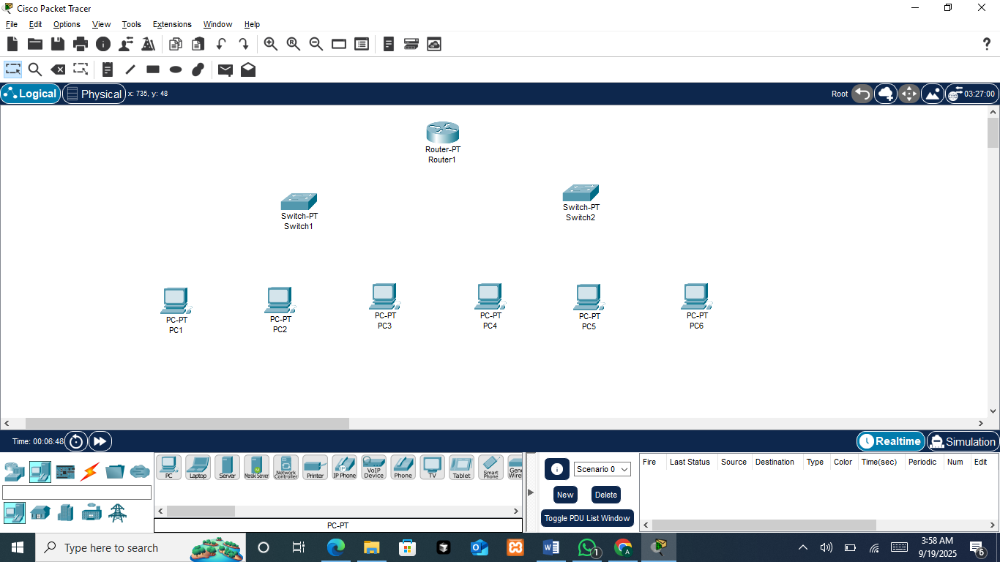 Cisco Packet Tracer
File Edit Options View Tools Extensions Window Help
Logical Physical x: 735, y: 48 Root 03:27:00
Router-PT
Router1
Switch-PT
Switch1
Switch-PT
Switch2
PC-PT
PC1
PC-PT
PC2
PC-PT
PC3
PC-PT
PC4
PC-PT
PC5
PC-PT
PC6
Time: 00:06:48 Realtime Simulation
PC Laptop Server Meraki Server Network Controller Printer IP Phone VoIP Device Phone TV Tablet Smart Phone Gene Wirel
PC-PT
Scenario 0
New Delete
Toggle PDU List Window
Fire Last Status Source Destination Type Color Time(sec) Periodic Num Edit
Type here to search
1
3:58 AM
9/19/2025
6